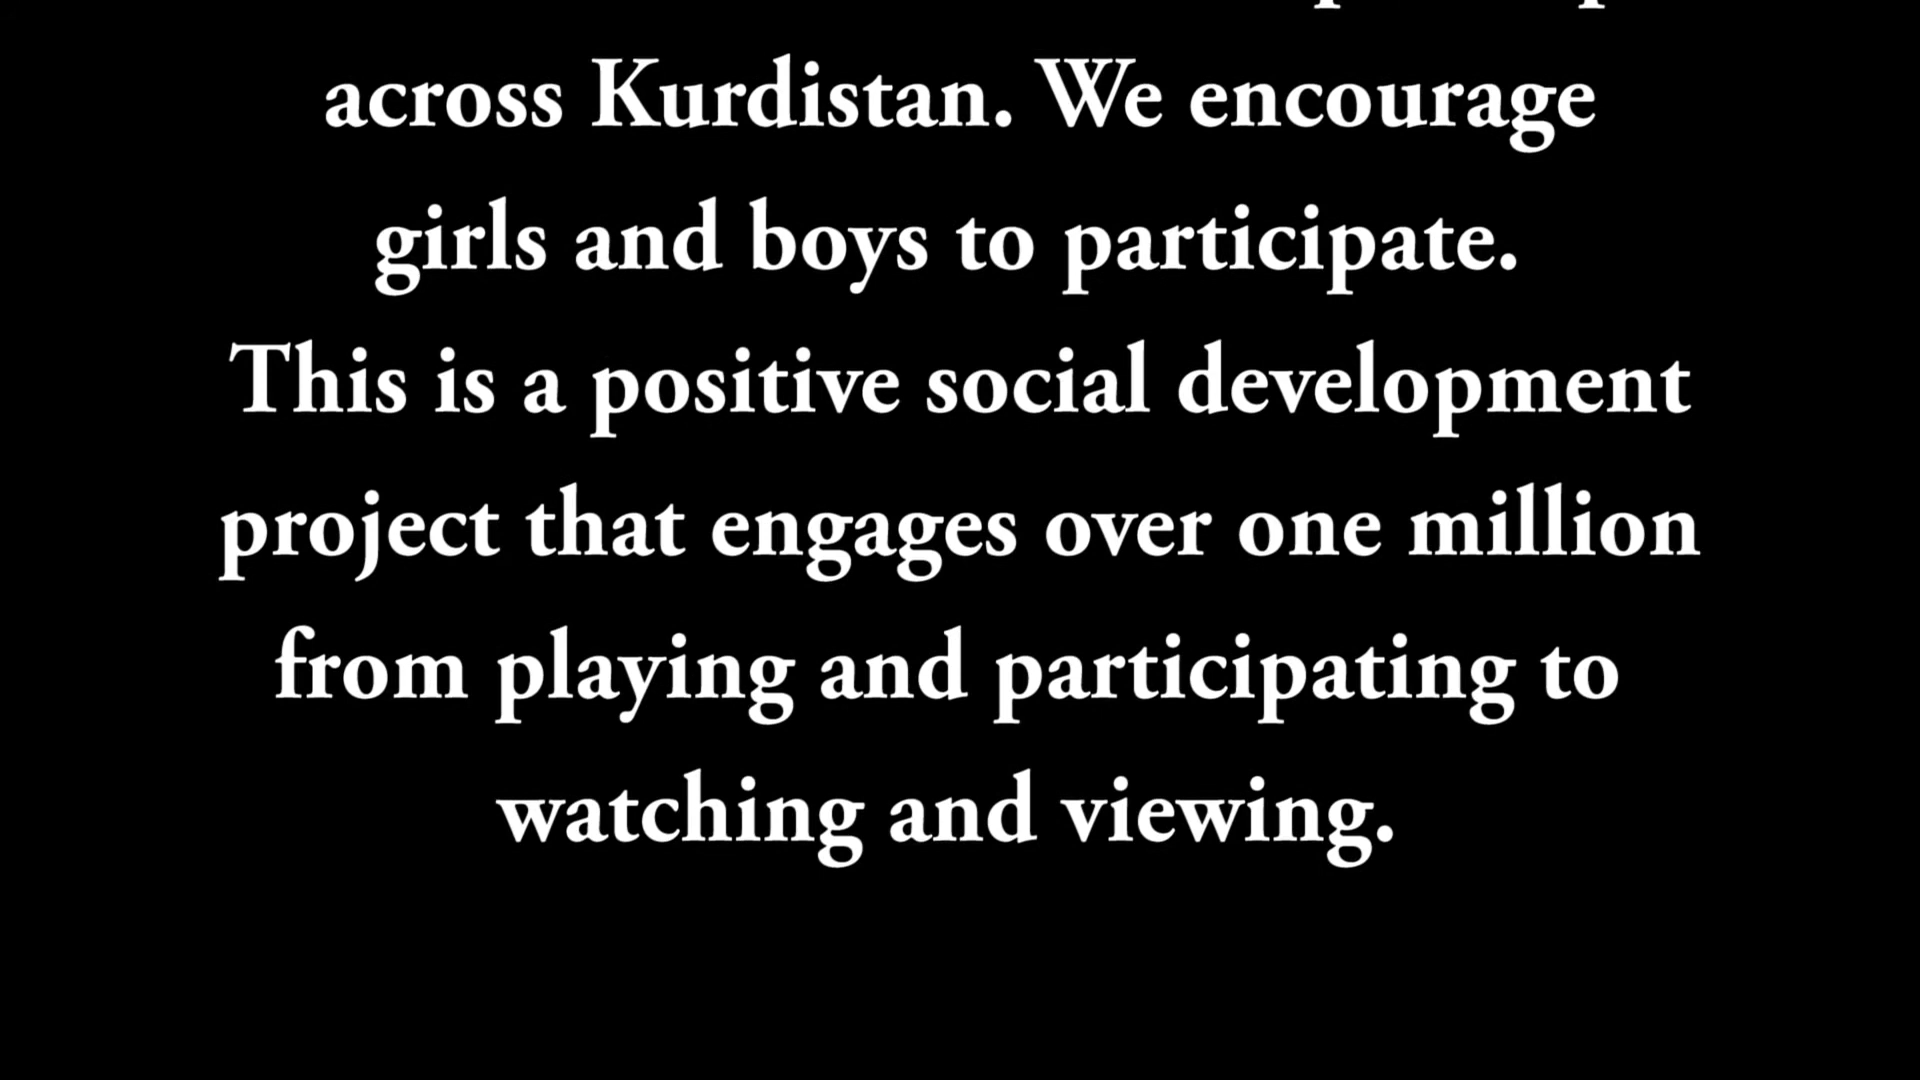 across Kurdistan. We encourage
girls and boys to participate.
This is a positive social development
project that engages over one million
from playing and participating to
watching and viewing.